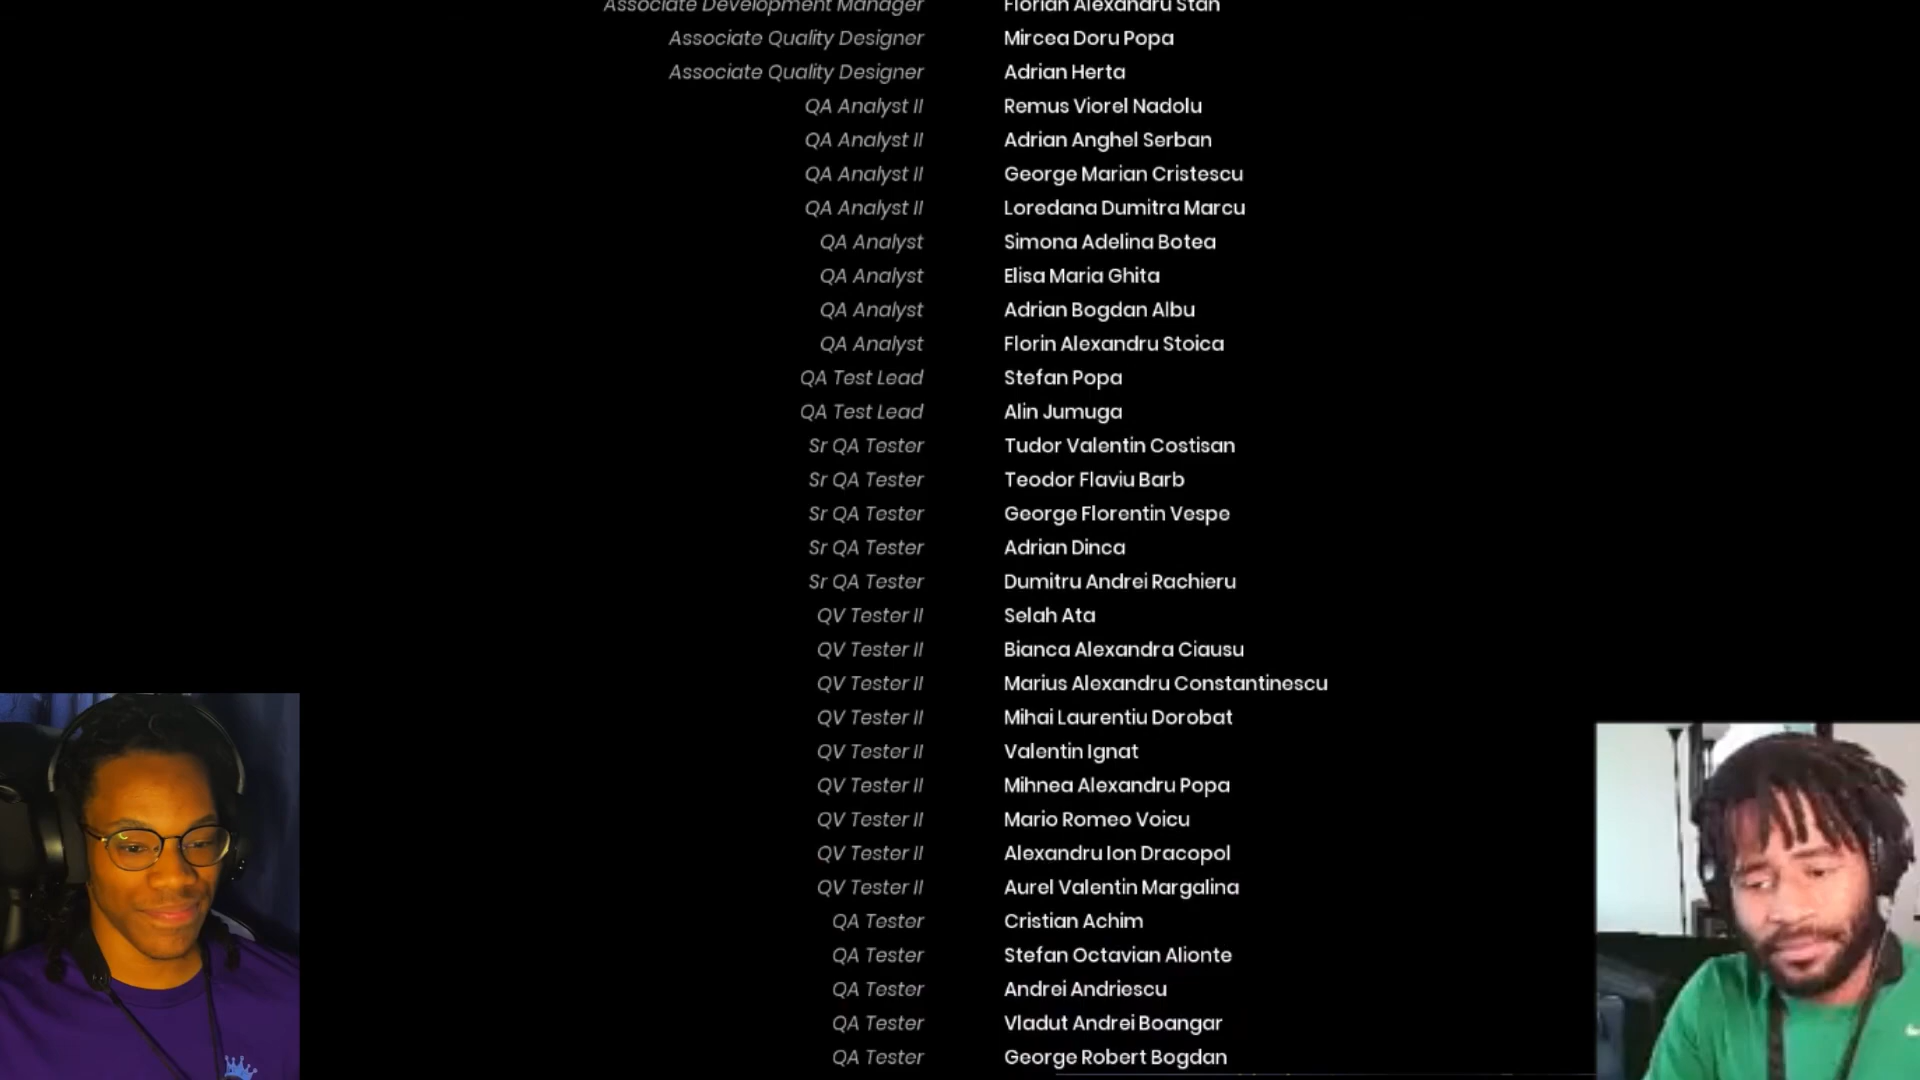 Associate Development Manager Florian Alexandru Stan
Associate Quality Designer Mircea Doru Popa
Associate Quality Designer Adrian Herta
QA Analyst II Remus Viorel Nadolu
QA Analyst II Adrian Anghel Serban
QA Analyst II George Marian Cristescu
QA Analyst II Loredana Dumitra Marcu
QA Analyst Simona Adelina Botea
QA Analyst Elisa Maria Ghita
QA Analyst Adrian Bogdan Albu
QA Analyst Florin Alexandru Stoica
QA Test Lead Stefan Popa
QA Test Lead Alin Jumuga
Sr QA Tester Tudor Valentin Costisan
Sr QA Tester Teodor Flaviu Barb
Sr QA Tester George Florentin Vespe
Sr QA Tester Adrian Dinca
Sr QA Tester Dumitru Andrei Rachieru
QV Tester II Selah Ata
QV Tester II Bianca Alexandra Ciausu
QV Tester II Marius Alexandru Constantinescu
QV Tester II Mihai Laurentiu Dorobat
QV Tester II Valentin Ignat
QV Tester II Mihnea Alexandru Popa
QV Tester II Mario Romeo Voicu
QV Tester II Alexandru Ion Dracopol
QV Tester II Aurel Valentin Margalina
QA Tester Cristian Achim
QA Tester Stefan Octavian Alionte
QA Tester Andrei Andriescu
QA Tester Vladut Andrei Boangar
QA Tester George Robert Bogdan